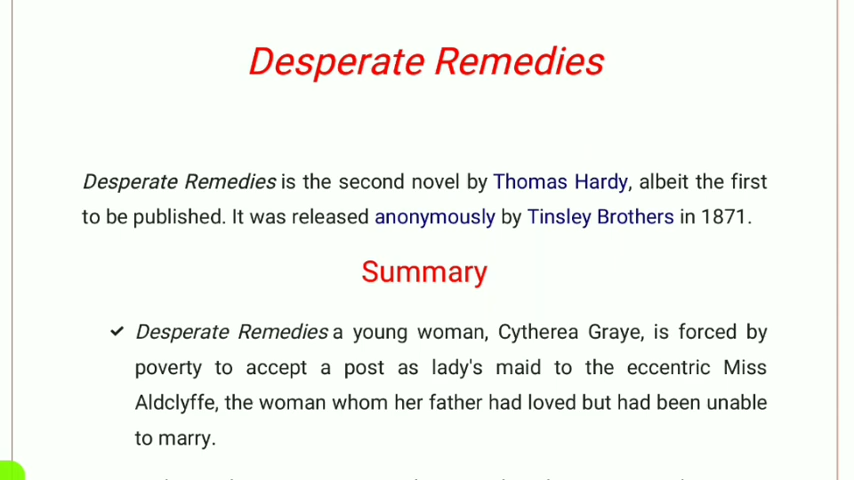 Desperate Remedies
Desperate Remedies is the second novel by Thomas Hardy, albeit the first
to be published. It was released anonymously by Tinsley Brothers in 1871.
Summary
✓ Desperate Remedies a young woman, Cytherea Graye, is forced by
poverty to accept a post as lady's maid to the eccentric Miss
Aldclyffe, the woman whom her father had loved but had been unable
to marry.